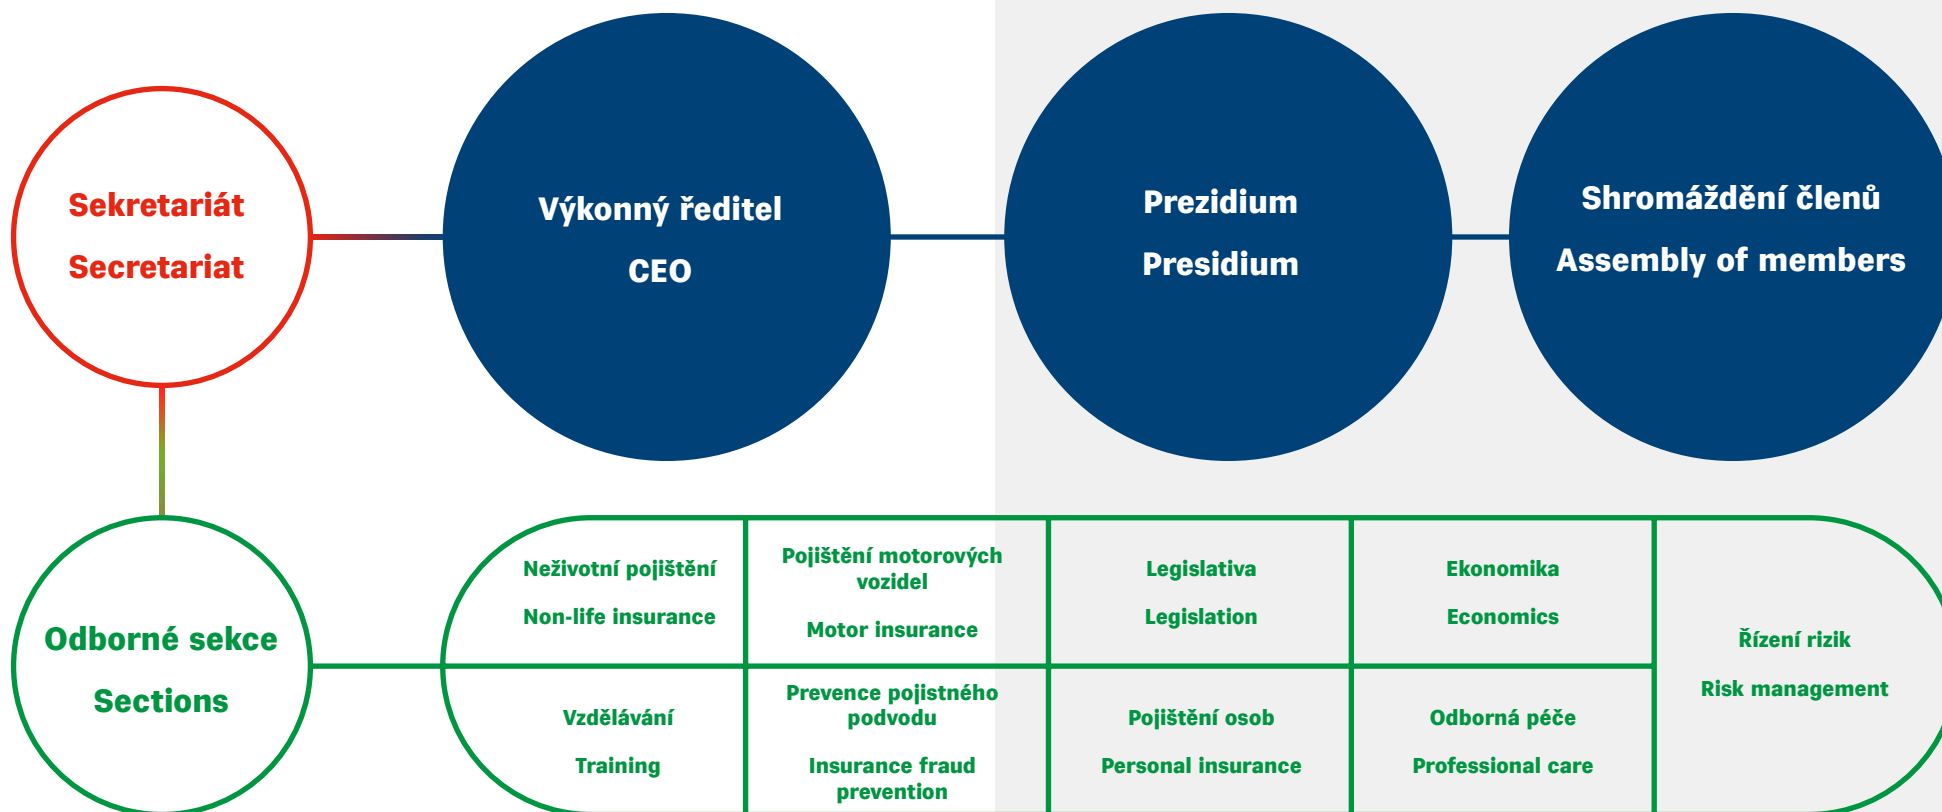 Sekretariát
Secretariat
Výkonný ředitel
CEO
Prezidium
Presidium
Shromáždění členů
Assembly of members
Odborné sekce
Sections
Neživotní pojištění
Non-life insurance
Pojištění motorových
vozidel
Motor insurance
Legislativa
Legislation
Ekonomika
Economics
Řízení rizik
Risk management
Vzdělávání
Training
Prevence pojistného
podvodu
Insurance fraud
prevention
Pojištění osob
Personal insurance
Odborná péče
Professional care